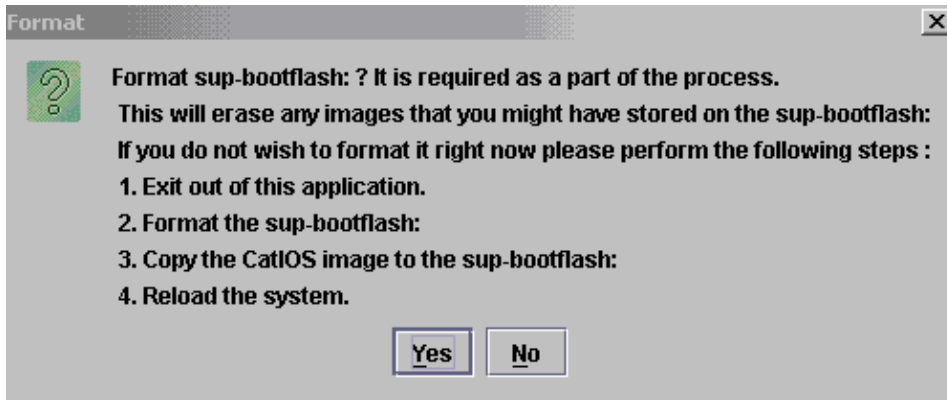 Format
Format sup-bootflash: ? It is required as a part of the process.
This will erase any images that you might have stored on the sup-bootflash:
If you do not wish to format it right now please perform the following steps :
1. Exit out of this application.
2. Format the sup-bootflash:
3. Copy the CatIOS image to the sup-bootflash:
4. Reload the system.
Yes No